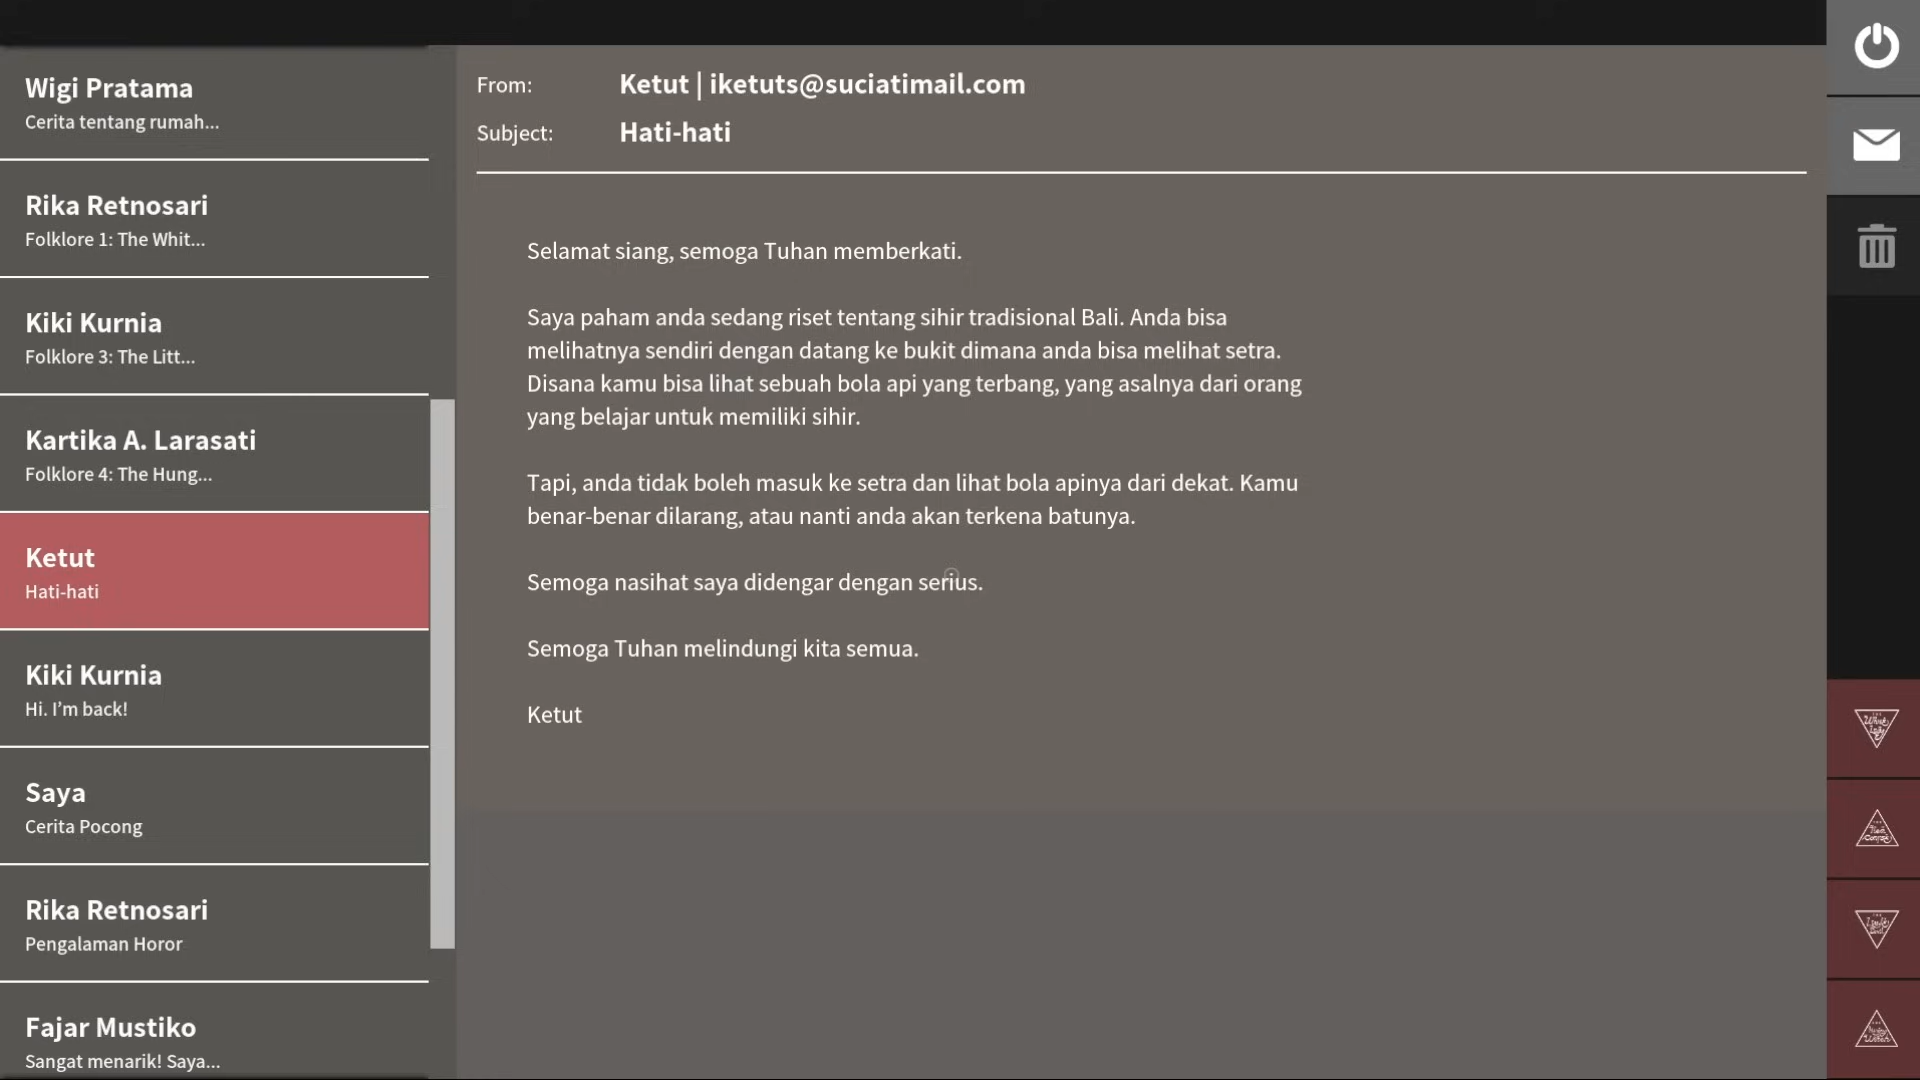 Wigi Pratama
Cerita tentang rumah...
Rika Retnosari
Folklore 1: The Whit...
Kiki Kurnia
Folklore 3: The Litt...
Kartika A. Larasati
Folklore 4: The Hung...
Ketut
Hati-hati
Kiki Kurnia
Hi. I’m back!
Saya
Cerita Pocong
Rika Retnosari
Pengalaman Horor
Fajar Mustiko
Sangat menarik! Saya...
From: Ketut | iketuts@suciatimail.com
Subject: Hati-hati
Selamat siang, semoga Tuhan memberkati.
Saya paham anda sedang riset tentang sihir tradisional Bali. Anda bisa
melihatnya sendiri dengan datang ke bukit dimana anda bisa melihat setra.
Disana kamu bisa lihat sebuah bola api yang terbang, yang asalnya dari orang
yang belajar untuk memiliki sihir.
Tapi, anda tidak boleh masuk ke setra dan lihat bola apinya dari dekat. Kamu
benar-benar dilarang, atau nanti anda akan terkena batunya.
Semoga nasihat saya didengar dengan serius.
Semoga Tuhan melindungi kita semua.
Ketut